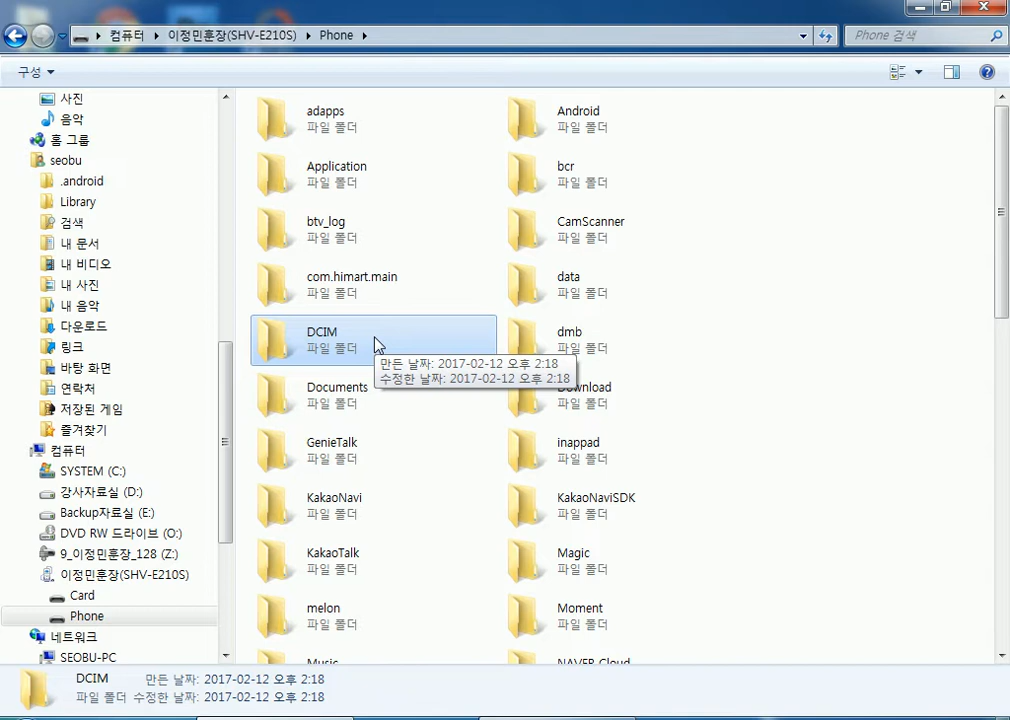 컴퓨터 이정민훈장(SHV-E210S) Phone
Phone 검색
구성
사진
음악
홈 그룹
seobu
.android
Library
검색
내 문서
내 비디오
내 사진
내 음악
다운로드
링크
바탕 화면
연락처
저장된 게임
즐겨찾기
컴퓨터
SYSTEM (C:)
강사자료실 (D:)
Backup자료실 (E:)
DVD RW 드라이브 (O:)
9_이정민훈장_128 (Z:)
이정민훈장(SHV-E210S)
Card
Phone
네트워크
SEOBU-PC
adapps
파일 폴더
Android
파일 폴더
Application
파일 폴더
bcr
파일 폴더
btv_log
파일 폴더
CamScanner
파일 폴더
com.himart.main
파일 폴더
data
파일 폴더
DCIM
파일 폴더
dmb
파일 폴더
만든 날짜: 2017-02-12 오후 2:18
수정한 날짜: 2017-02-12 오후 2:18
Documents
파일 폴더
Download
파일 폴더
GenieTalk
파일 폴더
inappad
파일 폴더
KakaoNavi
파일 폴더
KakaoNaviSDK
파일 폴더
KakaoTalk
파일 폴더
Magic
파일 폴더
melon
파일 폴더
Moment
파일 폴더
Music
NAVER Cloud
DCIM 만든 날짜: 2017-02-12 오후 2:18
파일 폴더 수정한 날짜: 2017-02-12 오후 2:18